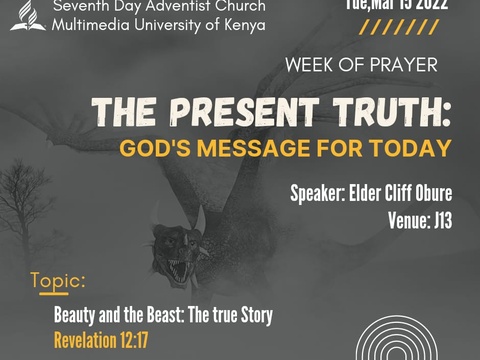 Seventh Day Adventist Church
Multimedia University of Kenya
Tue,Mar 15 2022
WEEK OF PRAYER
THE PRESENT TRUTH:
GOD'S MESSAGE FOR TODAY
Speaker: Elder Cliff Obure
Venue: J13
Topic:
Beauty and the Beast: The true Story
Revelation 12:17